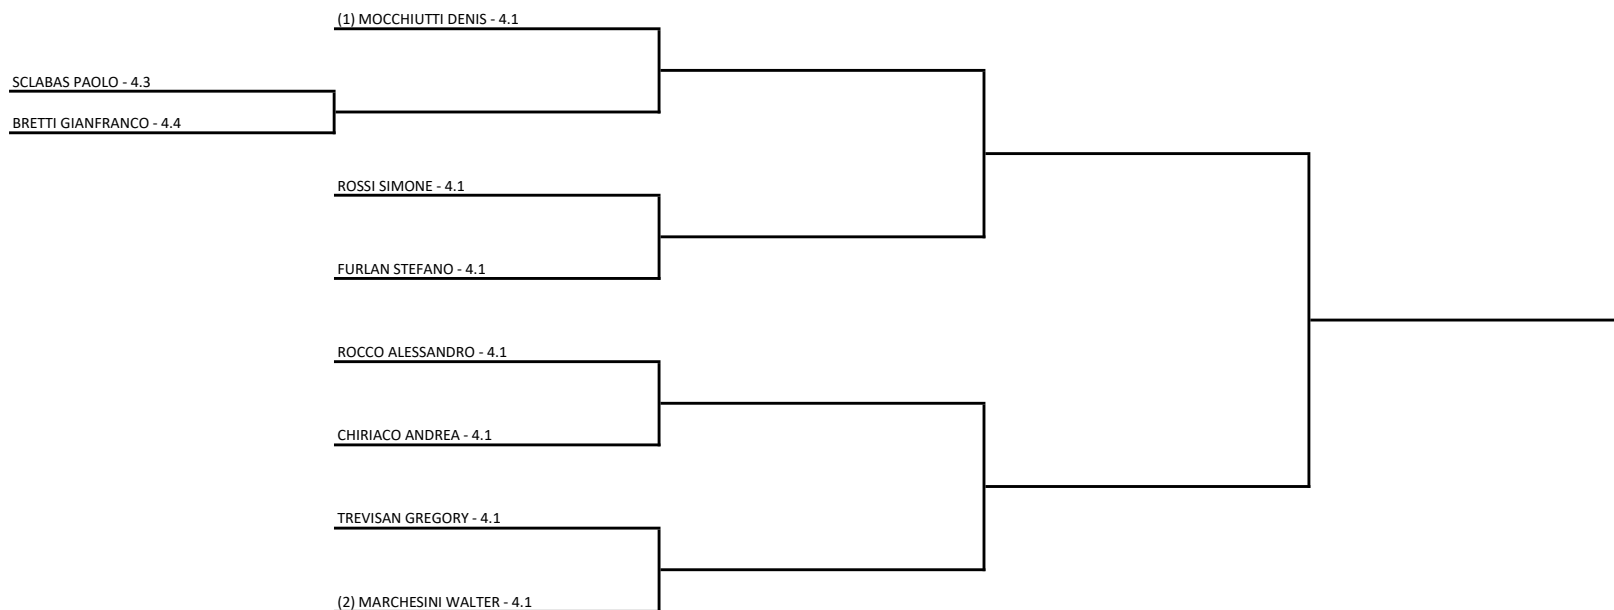 (1) MOCCHIUTTI DENIS - 4.1
SCLABAS PAOLO - 4.3
BRETTI GIANFRANCO - 4.4
ROSSI SIMONE - 4.1
FURLAN STEFANO - 4.1
ROCCO ALESSANDRO - 4.1
CHIRIACO ANDREA - 4.1
TREVISAN GREGORY - 4.1
(2) MARCHESINI WALTER - 4.1